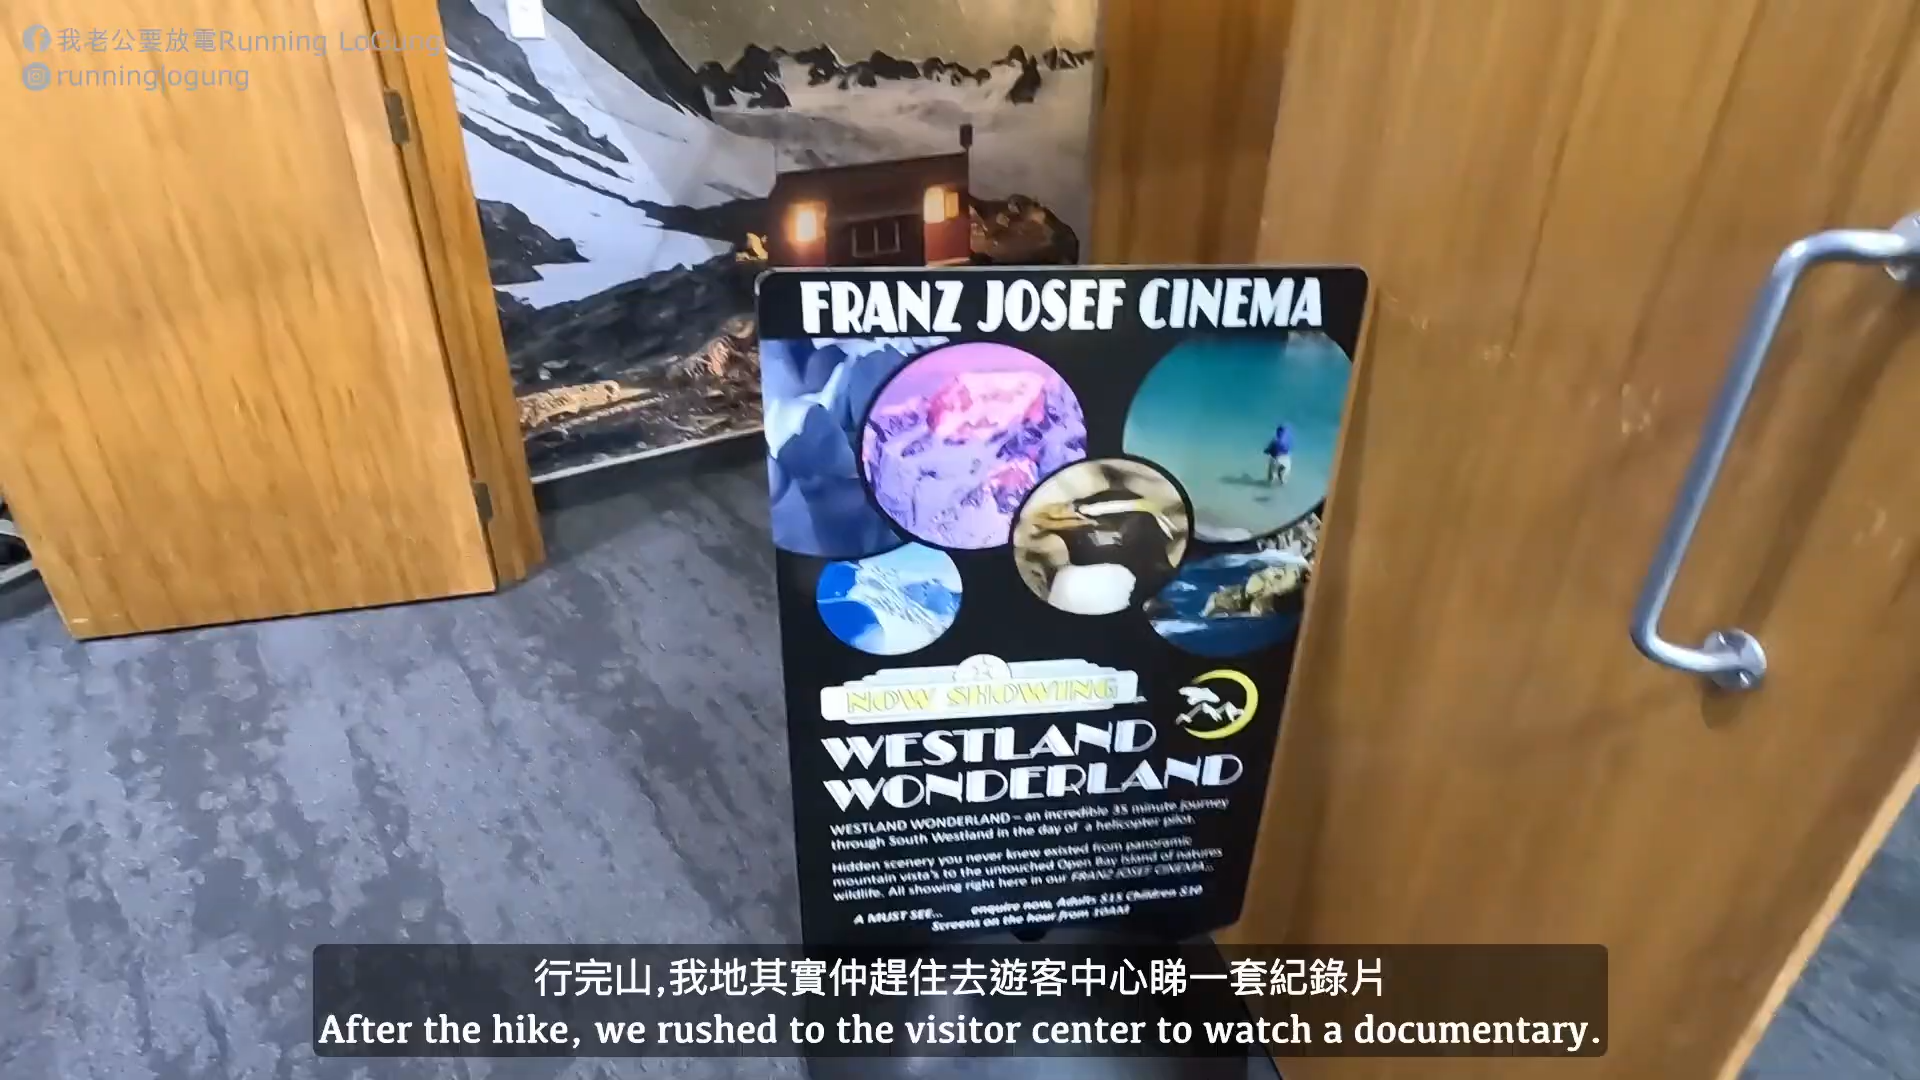 我老公要放電Running LoGung
runninglogung
FRANZ JOSEF CINEMA
NOW SHOWING
WESTLAND
WONDERLAND
WESTLAND WONDERLAND – an incredible 35 minute journey
through South Westland in the day of a helicopter pilot.
Hidden scenery you never knew existed from panoramic
mountain vista's to the untouched Open Bay Island of natures
wildlife. All showing right here in our FRANZ JOSEF CINEMA...
A MUST SEE... enquire now, Adults $15 Children $10
Screens on the hour from 10AM
行完山,我地其實仲趕住去遊客中心睇一套紀錄片
After the hike, we rushed to the visitor center to watch a documentary.